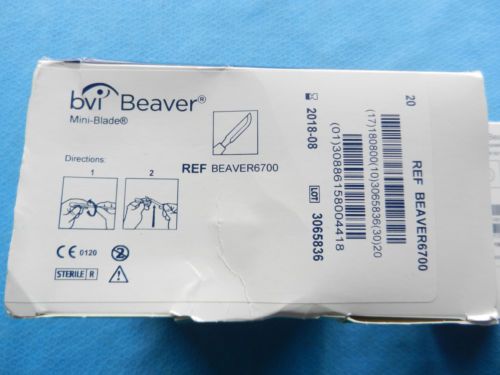 bvi Beaver®
Mini-Blade®
Directions:
1 2
REF BEAVER6700
CE 0120
2
STERILE R
2018-08
LOT 3065836
(01)30886158004418
(17)180800(10)3065836(30)20
20
REF BEAVER6700